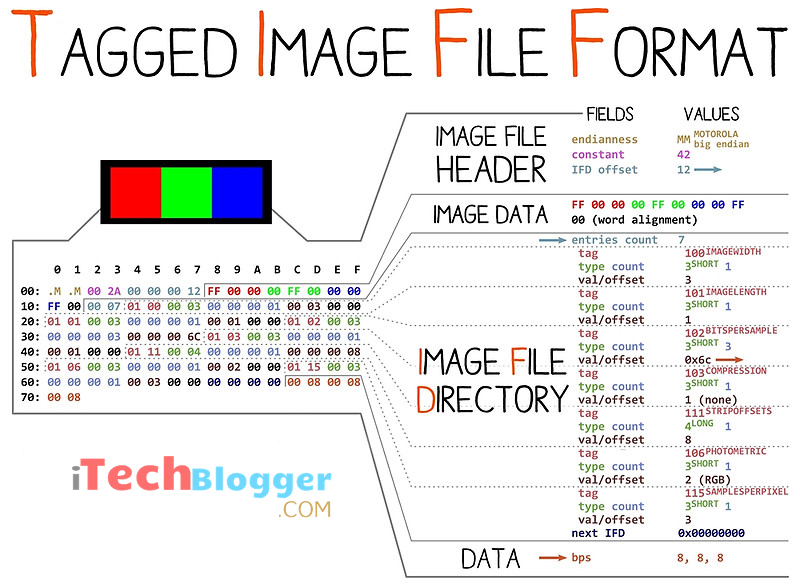 TAGGED IMAGE FILE FORMAT
FIELDS VALUES
IMAGE FILE
HEADER
endianness MM MOTOROLA big endian
constant 42
IFD offset 12
IMAGE DATA
FF 00 00 00 FF 00 00 00 FF
00 (word alignment)
entries count 7
tag 100 IMAGEWIDTH
type count 3 SHORT 1
val/offset 3
tag 101 IMAGELENGTH
type count 3 SHORT 1
val/offset 1
tag 102 BITSPERSAMPLE
type count 3 SHORT 3
val/offset 0x6c
tag 103 COMPRESSION
type count 3 SHORT 1
val/offset 1 (none)
tag 111 STRIPOFFSETS
type count 4 LONG 1
val/offset 8
tag 106 PHOTOMETRIC
type count 3 SHORT 1
val/offset 2 (RGB)
tag 115 SAMPLESPERPIXEL
type count 3 SHORT 1
val/offset 3
next IFD 0x00000000
IMAGE FILE
DIRECTORY
DATA
bps 8, 8, 8
0 1 2 3 4 5 6 7 8 9 A B C D E F
00: .M .M 00 2A 00 00 00 12 FF 00 00 00 FF 00 00 00
10: FF 00 00 07 01 00 00 03 00 00 00 01 00 03 00 00
20: 01 01 00 03 00 00 00 01 00 01 00 00 01 02 00 03
30: 00 00 00 03 00 00 00 6C 01 03 00 03 00 00 00 01
40: 00 01 00 00 01 11 00 04 00 00 00 01 00 00 00 08
50: 01 06 00 03 00 00 00 01 00 02 00 00 01 15 00 03
60: 00 00 00 01 00 03 00 00 00 00 00 00 00 08 00 08
70: 00 08
iTechBlogger
.COM